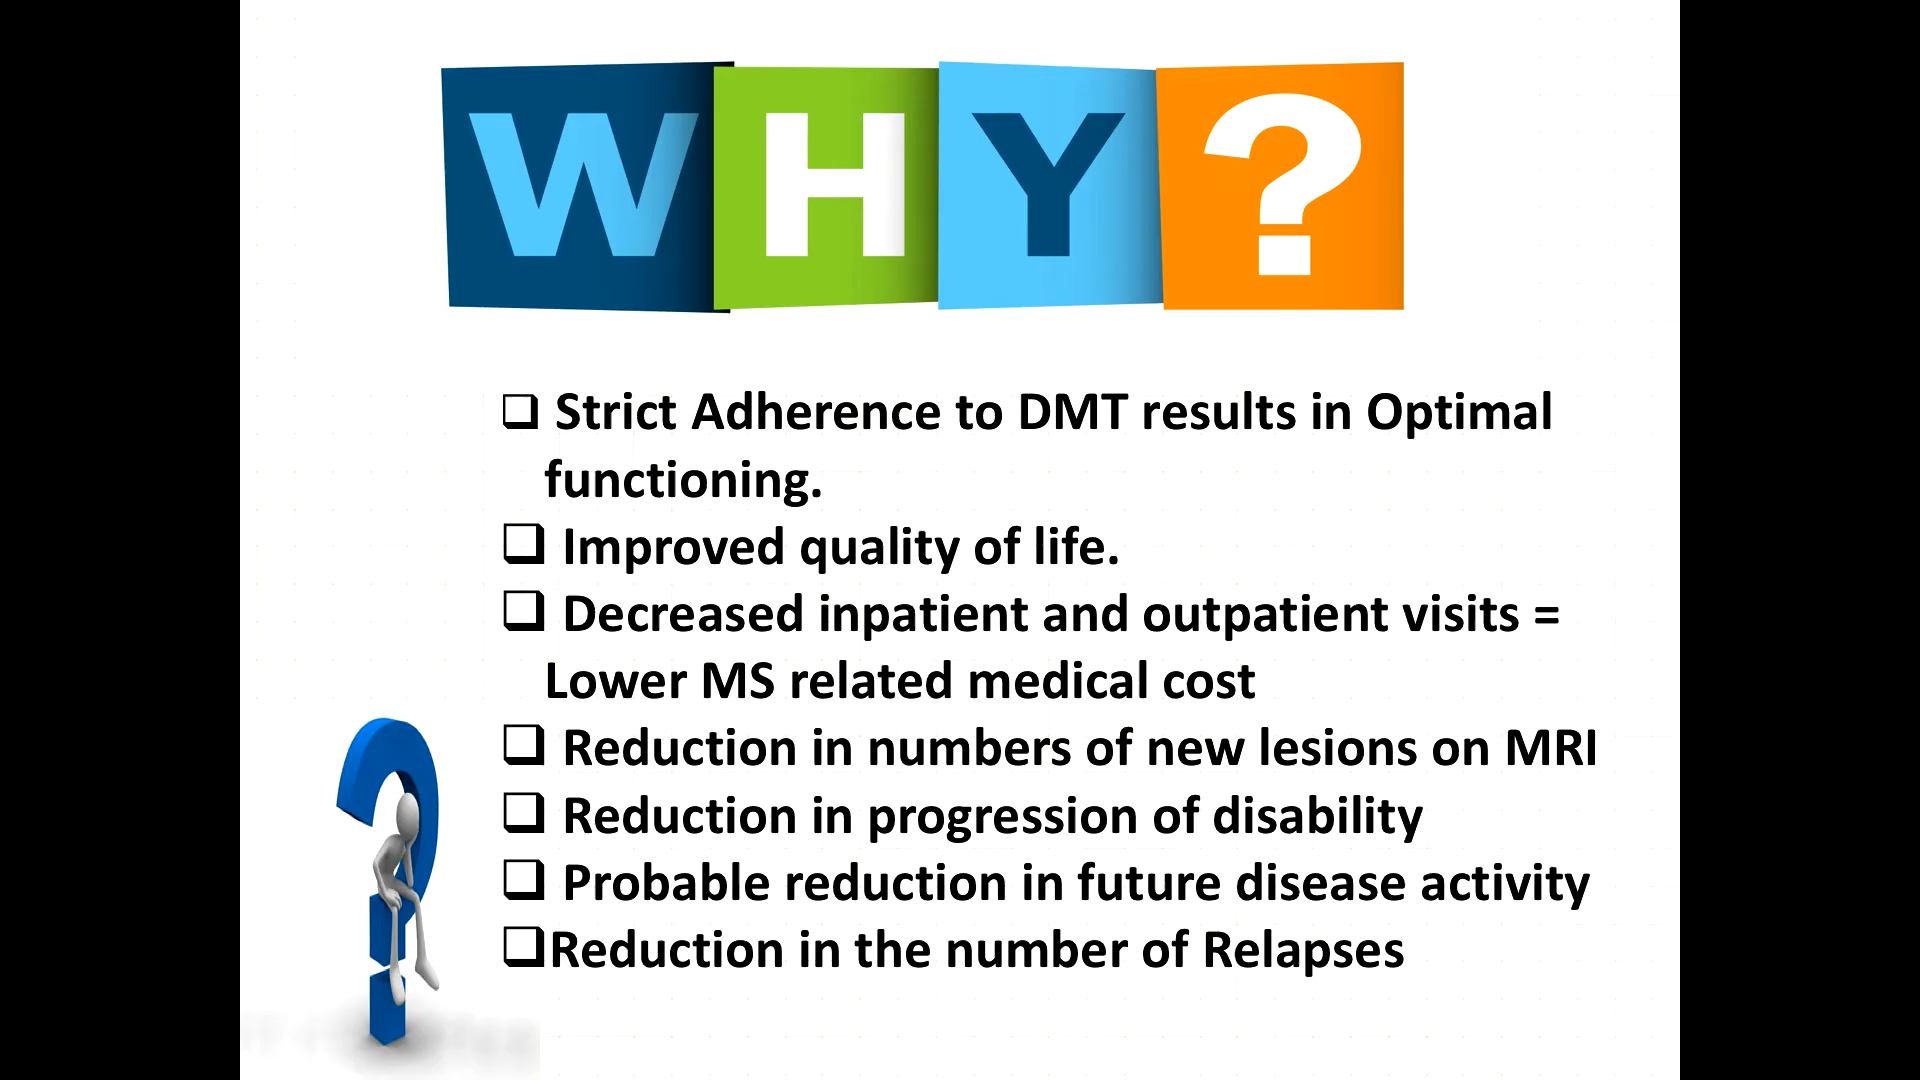 WHY?
❑ Strict Adherence to DMT results in Optimal
functioning.
❑ Improved quality of life.
❑ Decreased inpatient and outpatient visits =
Lower MS related medical cost
❑ Reduction in numbers of new lesions on MRI
❑ Reduction in progression of disability
❑ Probable reduction in future disease activity
❑Reduction in the number of Relapses